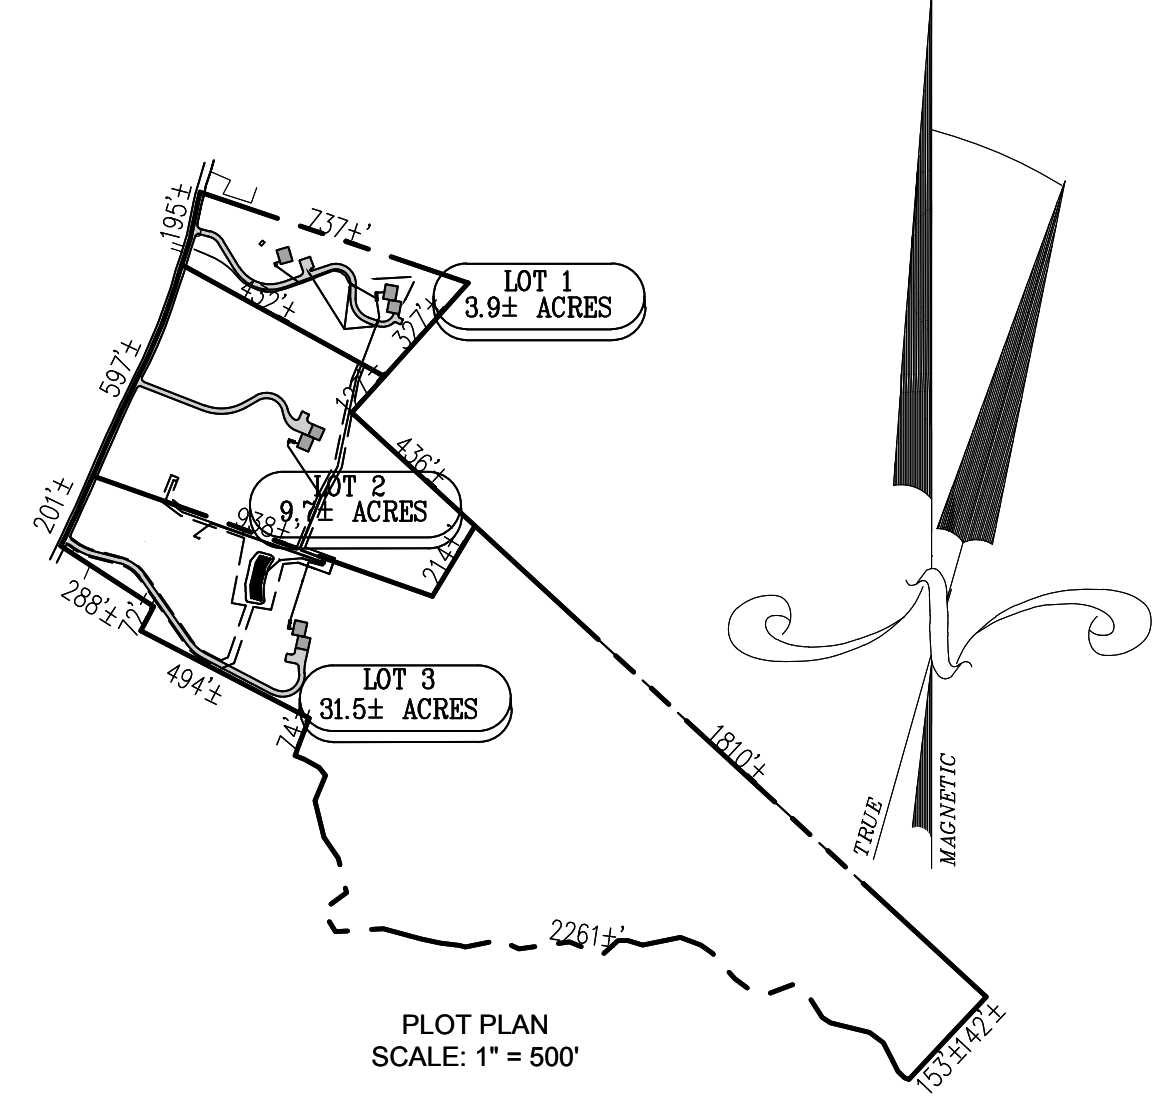 195'±
737±'
LOT 1
3.9± ACRES
432'±
327'±
597'±
436'±
LOT 2
9.7± ACRES
201'±
938±'
214'±
288'±
72'±
494'±
LOT 3
31.5± ACRES
74'±
1810'±
TRUE
MAGNETIC
2261±'
153'±
142'±
PLOT PLAN
SCALE: 1" = 500'